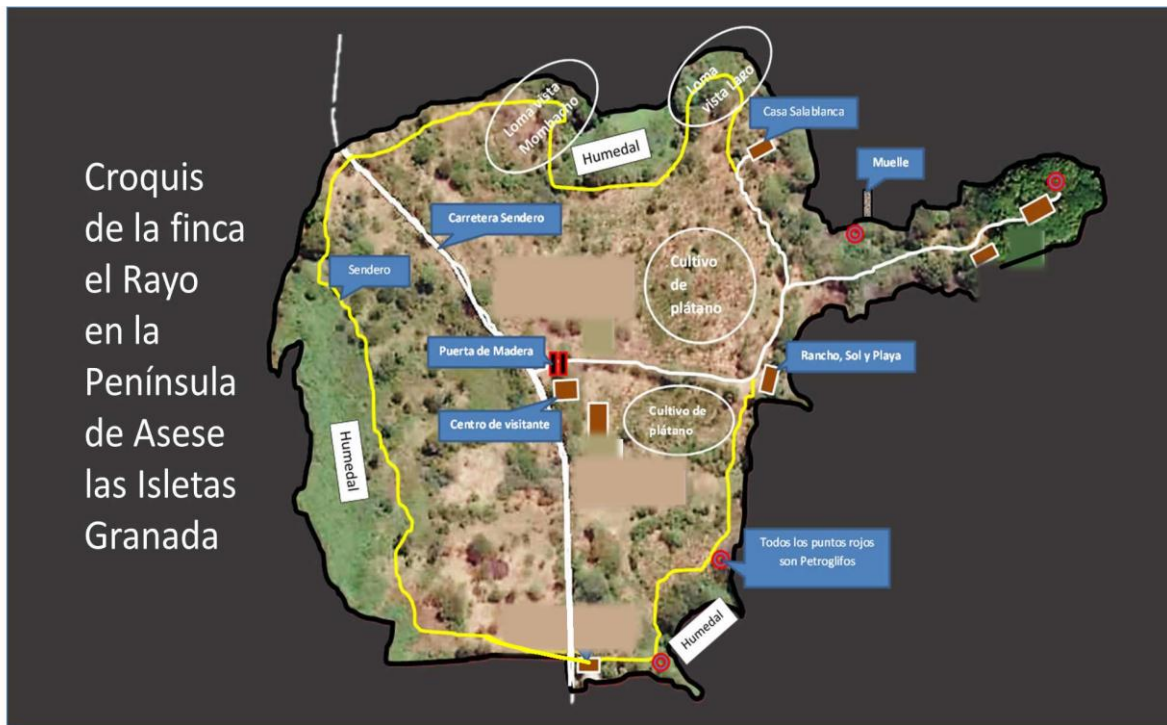 Croquis
de la finca
el Rayo
en la
Península
de Asese
las Isletas
Granada
Loma vista
Mombacho
Loma
vista Lago
Casa Salablanca
Humedal
Muelle
Carretera Sendero
Sendero
Cultivo
de
plátano
Puerta de Madera
Rancho, Sol y Playa
Centro de visitante
Cultivo de
plátano
Humedal
Todos los puntos rojos
son Petroglifos
Humedal